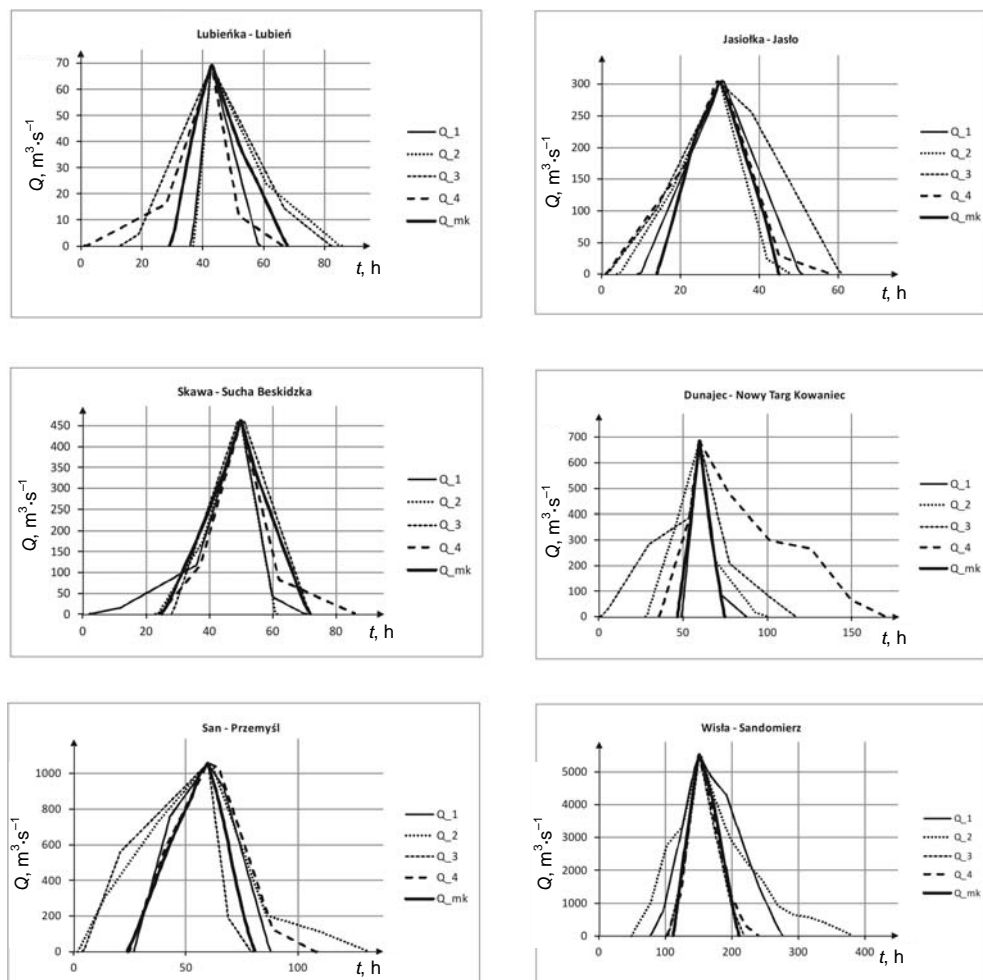 Lubieńka - Lubień
Q, m³·s⁻¹
70
60
50
40
30
20
10
0
0 20 40 60 80
t, h
Q_1
Q_2
Q_3
Q_4
Q_mk
Jasiołka - Jasło
Q, m³·s⁻¹
300
250
200
150
100
50
0
0 20 40 60
t, h
Q_1
Q_2
Q_3
Q_4
Q_mk
Skawa - Sucha Beskidzka
Q, m³·s⁻¹
450
400
350
300
250
200
150
100
50
0
0 20 40 60 80
t, h
Q_1
Q_2
Q_3
Q_4
Q_mk
Dunajec - Nowy Targ Kowaniec
Q, m³·s⁻¹
700
600
500
400
300
200
100
0
0 50 100 150
t, h
Q_1
Q_2
Q_3
Q_4
Q_mk
San - Przemyśl
Q, m³·s⁻¹
1000
800
600
400
200
0
0 50 100
t, h
Q_1
Q_2
Q_3
Q_4
Q_mk
Wisła - Sandomierz
Q, m³·s⁻¹
5000
4000
3000
2000
1000
0
0 100 200 300 400
t, h
Q_1
Q_2
Q_3
Q_4
Q_mk